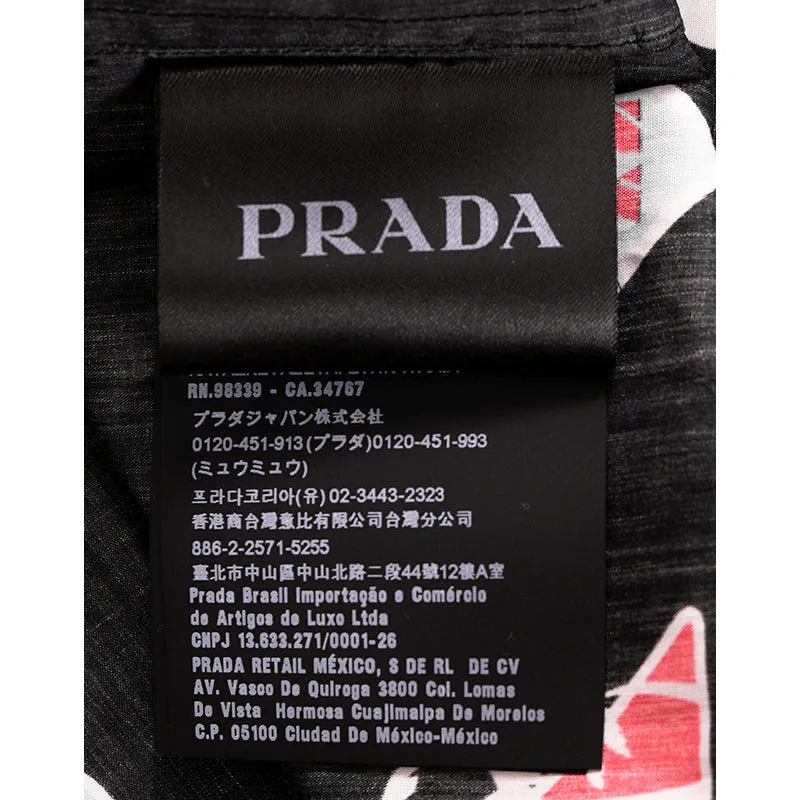 PRADA
RN.98339 - CA.34767
プラダジャパン株式会社
0120-451-913(プラダ)0120-451-993
(ミュウミュウ)
프라다코리아(유) 02-3443-2323
香港商台灣意比有限公司台灣分公司
886-2-2571-5255
臺北市中山區中山北路二段44號12樓A室
Prada Brasil Importação e Comércio
de Artigos de Luxo Ltda
CNPJ 13.633.271/0001-26
PRADA RETAIL MÉXICO, S DE RL DE CV
AV. Vasco De Quiroga 3800 Col. Lomas
De Vista Hermosa Cuajimalpa De Morelos
C.P. 05100 Ciudad De México-México